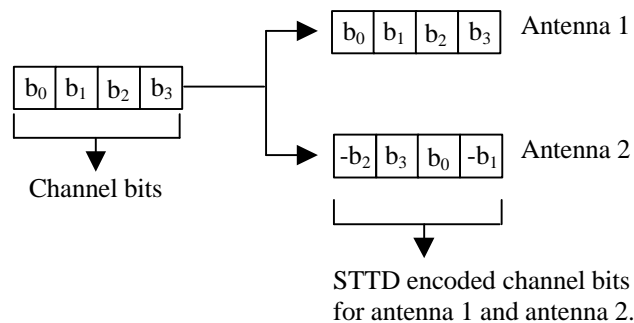 b₀ b₁ b₂ b₃ Antenna 1
b₀ b₁ b₂ b₃
-b₂ b₃ b₀ -b₁ Antenna 2
Channel bits
STTD encoded channel bits
for antenna 1 and antenna 2.